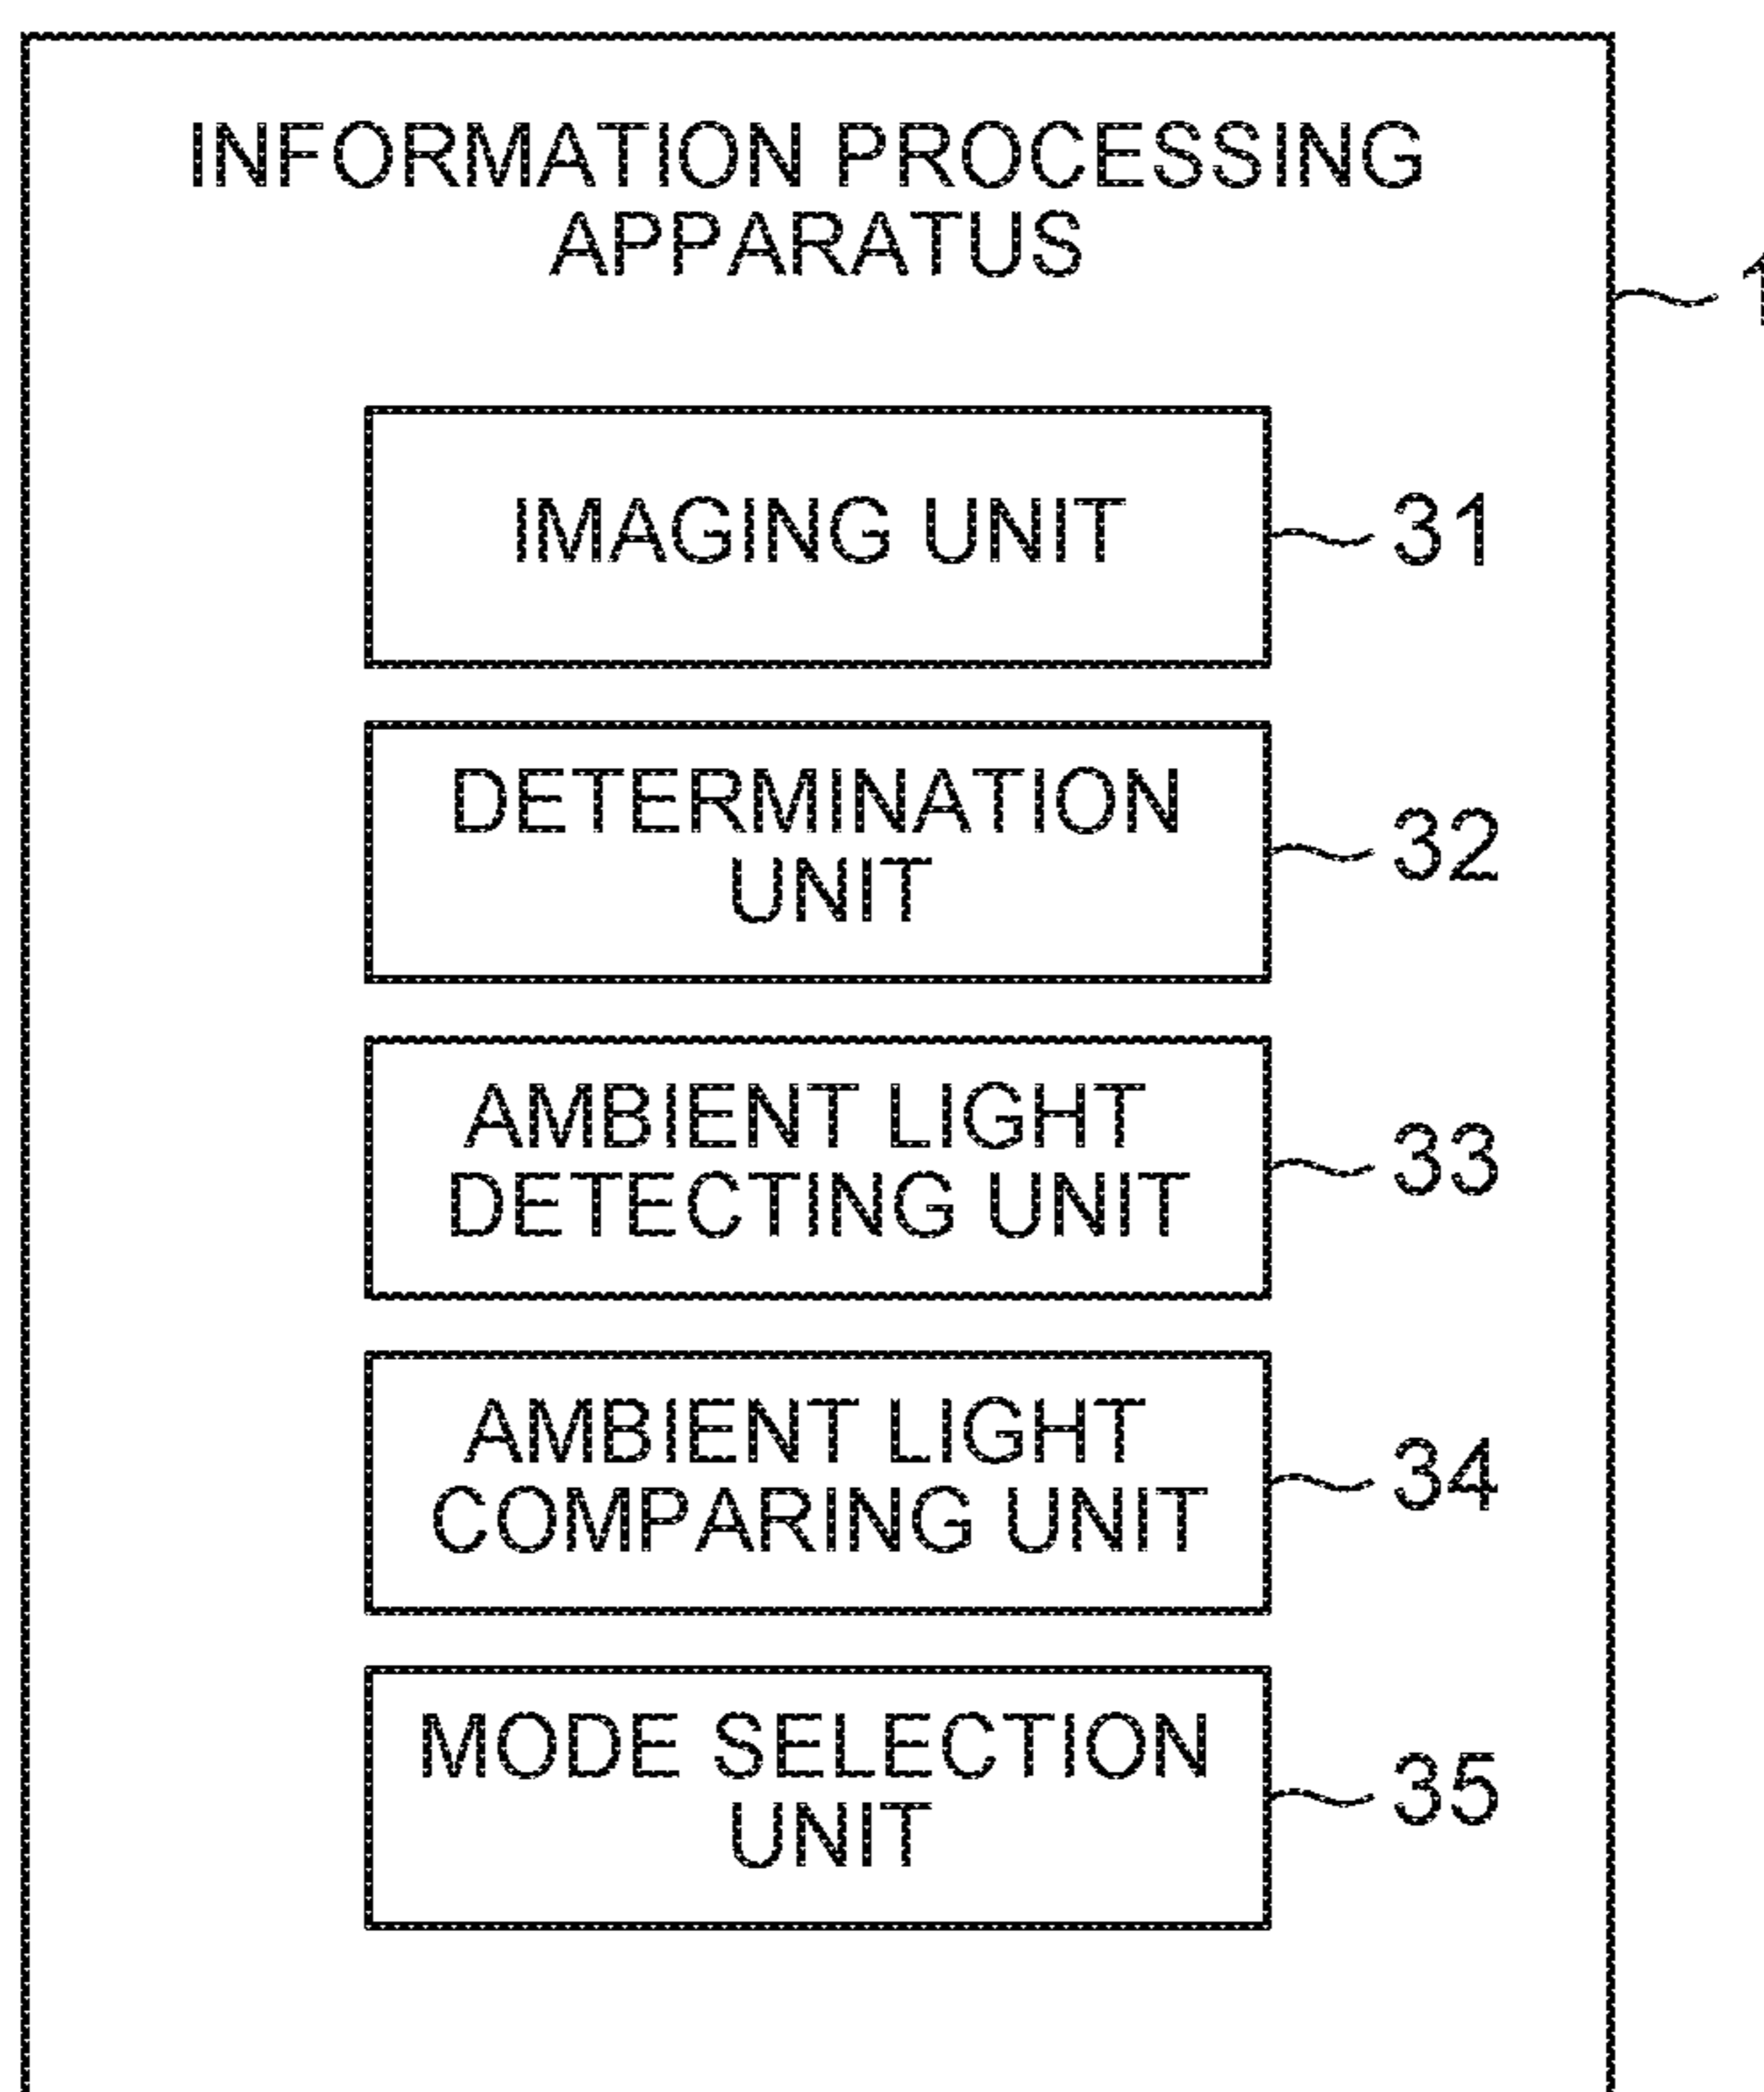 INFORMATION PROCESSING
APPARATUS
1
IMAGING UNIT
31
DETERMINATION
UNIT
32
AMBIENT LIGHT
DETECTING UNIT
33
AMBIENT LIGHT
COMPARING UNIT
34
MODE SELECTION
UNIT
35